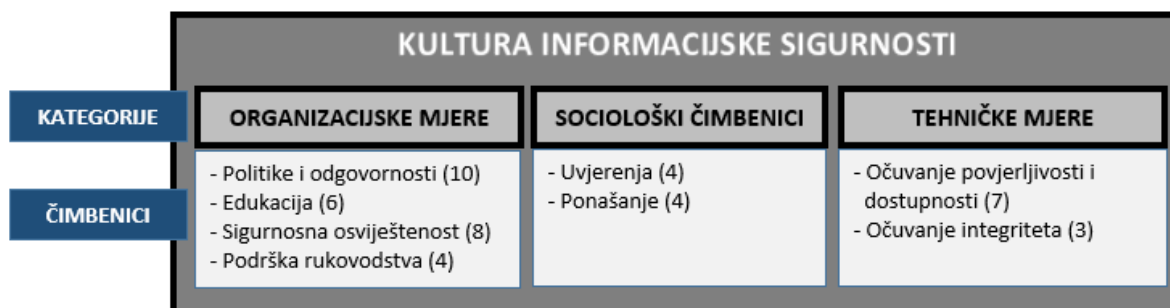 KULTURA INFORMACIJSKE SIGURNOSTI
KATEGORIJE
ORGANIZACIJSKE MJERE
SOCIOLOŠKI ČIMBENICI
TEHNIČKE MJERE
ČIMBENICI
- Politike i odgovornosti (10)
- Edukacija (6)
- Sigurnosna osviještenost (8)
- Podrška rukovodstva (4)
- Uvjerenja (4)
- Ponašanje (4)
- Očuvanje povjerljivosti i
dostupnosti (7)
- Očuvanje integriteta (3)